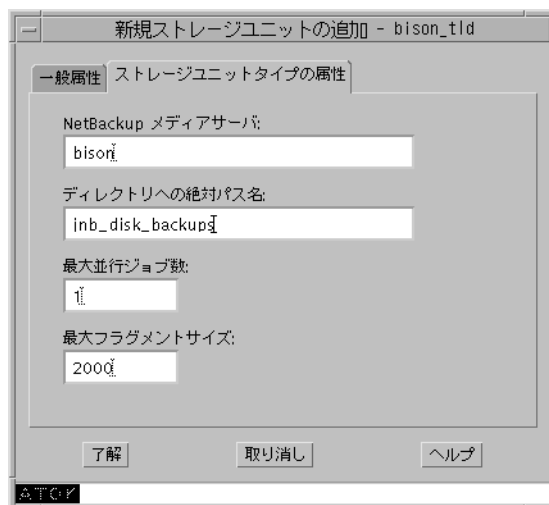 新規ストレージユニットの追加 - bison_tld
一般属性 ストレージユニットタイプの属性
NetBackup メディアサーバ:
bison
ディレクトリへの絶対パス名:
inb_disk_backups
最大並行ジョブ数:
1
最大フラグメントサイズ:
2000
了解 取り消し ヘルプ
ATOK